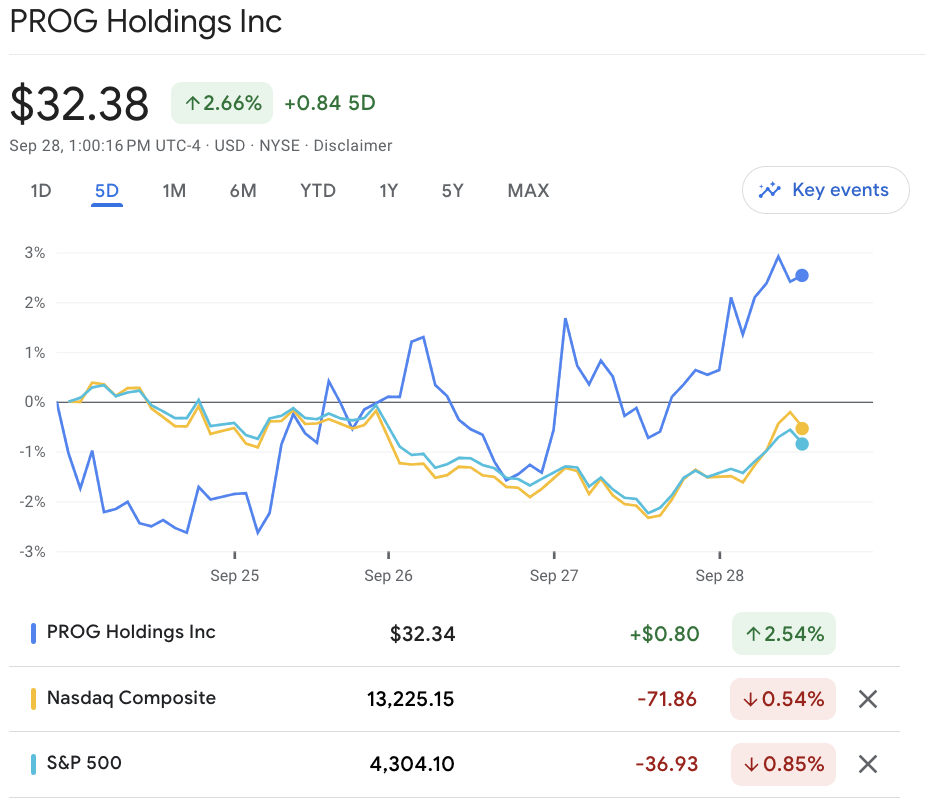 PROG Holdings Inc
$32.38 ↑2.66% +0.84 5D
Sep 28, 1:00:16 PM UTC-4 · USD · NYSE · Disclaimer
1D 5D 1M 6M YTD 1Y 5Y MAX Key events
3%
2%
1%
0%
-1%
-2%
-3%
Sep 25 Sep 26 Sep 27 Sep 28
PROG Holdings Inc $32.34 +$0.80 ↑2.54%
Nasdaq Composite 13,225.15 -71.86 ↓0.54%
S&P 500 4,304.10 -36.93 ↓0.85%